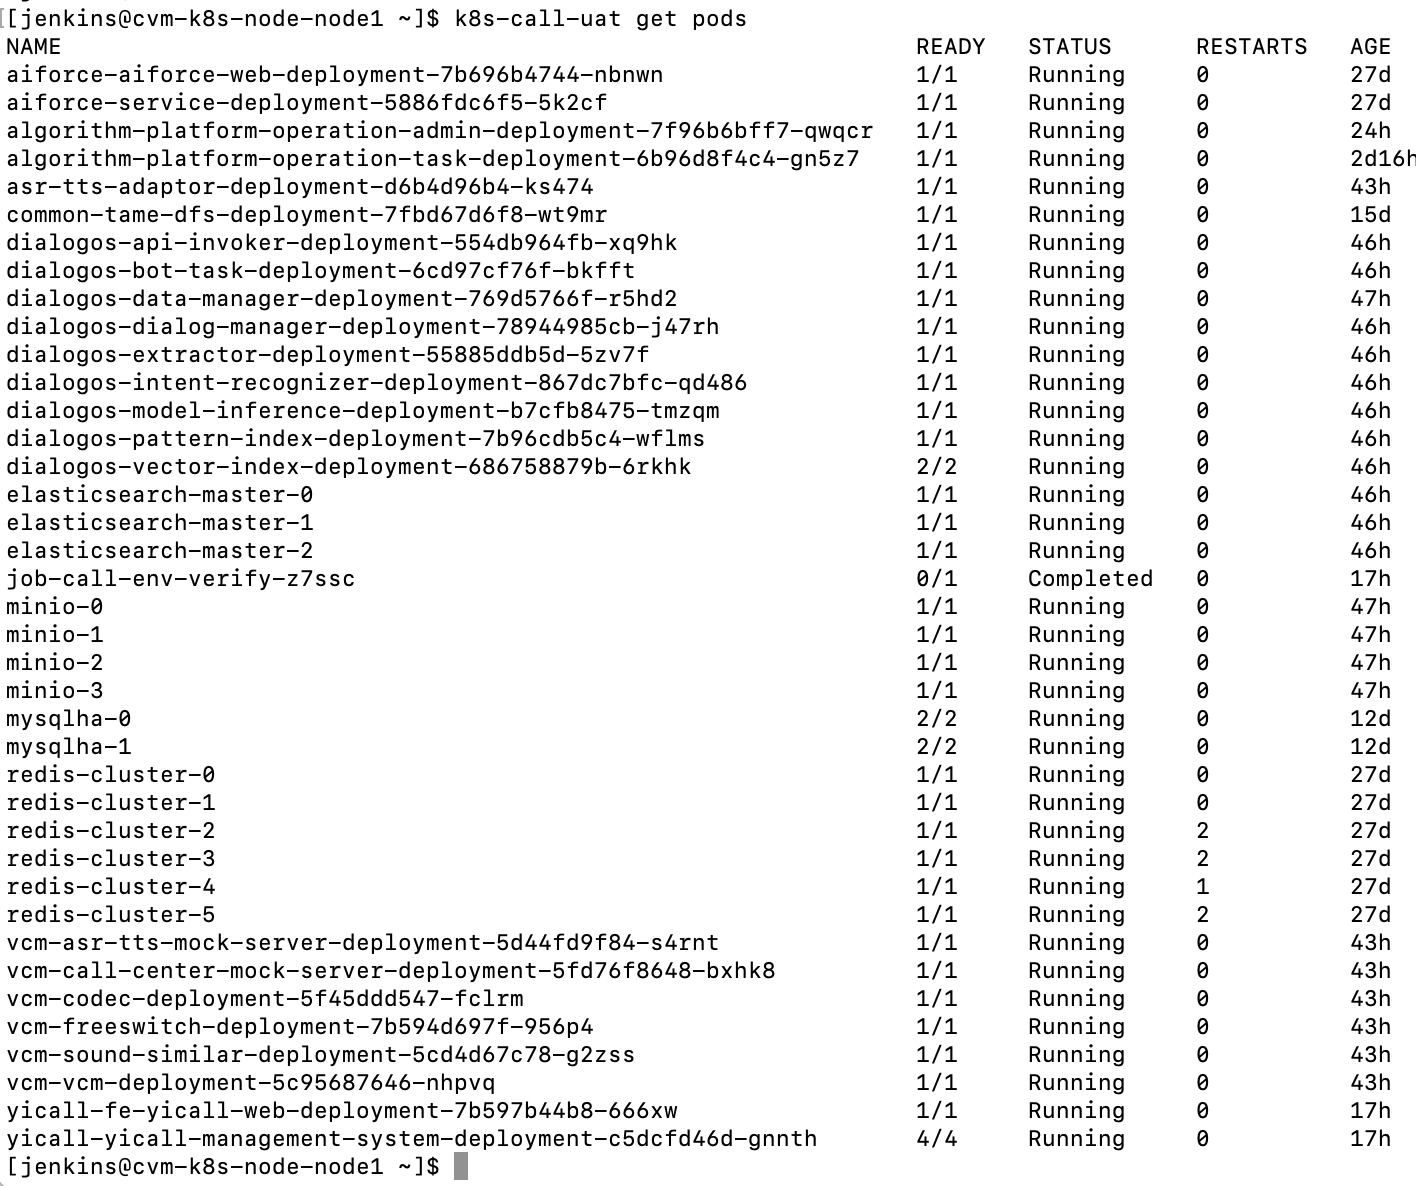 [jenkins@cvm-k8s-node-node1 ~]$ k8s-call-uat get pods
NAME READY STATUS RESTARTS AGE
aiforce-aiforce-web-deployment-7b696b4744-nbnwn 1/1 Running 0 27d
aiforce-service-deployment-5886fdc6f5-5k2cf 1/1 Running 0 27d
algorithm-platform-operation-admin-deployment-7f96b6bff7-qwqcr 1/1 Running 0 24h
algorithm-platform-operation-task-deployment-6b96d8f4c4-gn5z7 1/1 Running 0 2d16h
asr-tts-adaptor-deployment-d6b4d96b4-ks474 1/1 Running 0 43h
common-tame-dfs-deployment-7fbd67d6f8-wt9mr 1/1 Running 0 15d
dialogos-api-invoker-deployment-554db964fb-xq9hk 1/1 Running 0 46h
dialogos-bot-task-deployment-6cd97cf76f-bkfft 1/1 Running 0 46h
dialogos-data-manager-deployment-769d5766f-r5hd2 1/1 Running 0 47h
dialogos-dialog-manager-deployment-78944985cb-j47rh 1/1 Running 0 46h
dialogos-extractor-deployment-55885ddb5d-5zv7f 1/1 Running 0 46h
dialogos-intent-recognizer-deployment-867dc7bfc-qd486 1/1 Running 0 46h
dialogos-model-inference-deployment-b7cfb8475-tmzqm 1/1 Running 0 46h
dialogos-pattern-index-deployment-7b96cdb5c4-wflms 1/1 Running 0 46h
dialogos-vector-index-deployment-686758879b-6rkhk 2/2 Running 0 46h
elasticsearch-master-0 1/1 Running 0 46h
elasticsearch-master-1 1/1 Running 0 46h
elasticsearch-master-2 1/1 Running 0 46h
job-call-env-verify-z7ssc 0/1 Completed 0 17h
minio-0 1/1 Running 0 47h
minio-1 1/1 Running 0 47h
minio-2 1/1 Running 0 47h
minio-3 1/1 Running 0 47h
mysqlha-0 2/2 Running 0 12d
mysqlha-1 2/2 Running 0 12d
redis-cluster-0 1/1 Running 0 27d
redis-cluster-1 1/1 Running 0 27d
redis-cluster-2 1/1 Running 2 27d
redis-cluster-3 1/1 Running 2 27d
redis-cluster-4 1/1 Running 1 27d
redis-cluster-5 1/1 Running 2 27d
vcm-asr-tts-mock-server-deployment-5d44fd9f84-s4rnt 1/1 Running 0 43h
vcm-call-center-mock-server-deployment-5fd76f8648-bxhk8 1/1 Running 0 43h
vcm-codec-deployment-5f45ddd547-fclrm 1/1 Running 0 43h
vcm-freeswitch-deployment-7b594d697f-956p4 1/1 Running 0 43h
vcm-sound-similar-deployment-5cd4d67c78-g2zss 1/1 Running 0 43h
vcm-vcm-deployment-5c95687646-nhpvq 1/1 Running 0 43h
yicall-fe-yicall-web-deployment-7b597b44b8-666xw 1/1 Running 0 17h
yicall-yicall-management-system-deployment-c5dcfd46d-gnnth 4/4 Running 0 17h
[jenkins@cvm-k8s-node-node1 ~]$